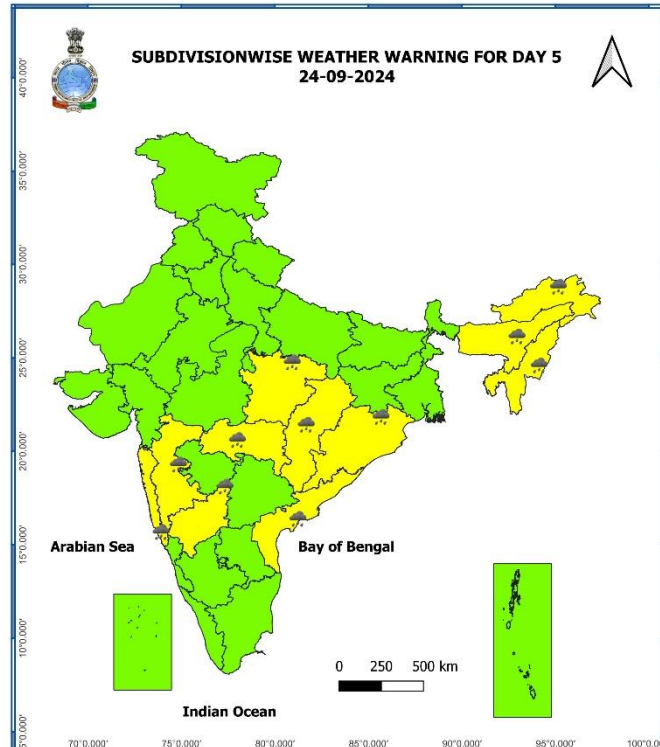 SUBDIVISIONWISE WEATHER WARNING FOR DAY 5
24-09-2024
40°0.000'
35°0.000'
30°0.000'
25°0.000'
20°0.000'
15°0.000'
10°0.000'
5°0.000'
Arabian Sea
Bay of Bengal
0 250 500 km
Indian Ocean
70°0.000' 75°0.000' 80°0.000' 85°0.000' 90°0.000' 95°0.000' 100°0.000'